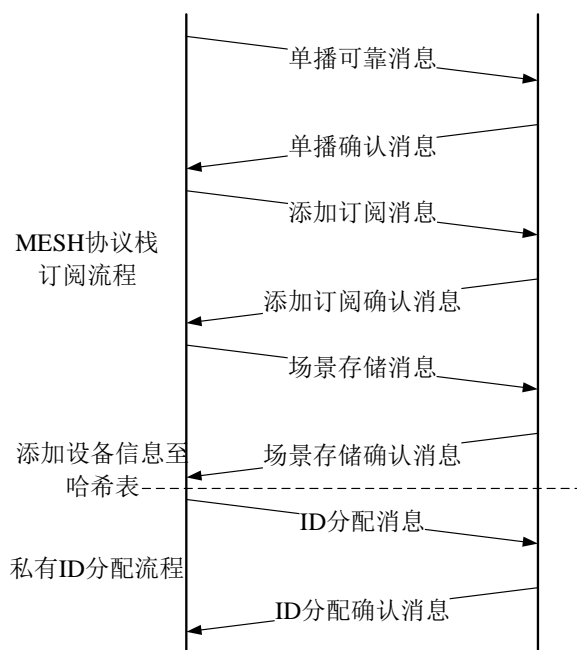 单播可靠消息
单播确认消息
添加订阅消息
MESH协议栈
订阅流程
添加订阅确认消息
场景存储消息
添加设备信息至
哈希表
场景存储确认消息
ID分配消息
私有ID分配流程
ID分配确认消息